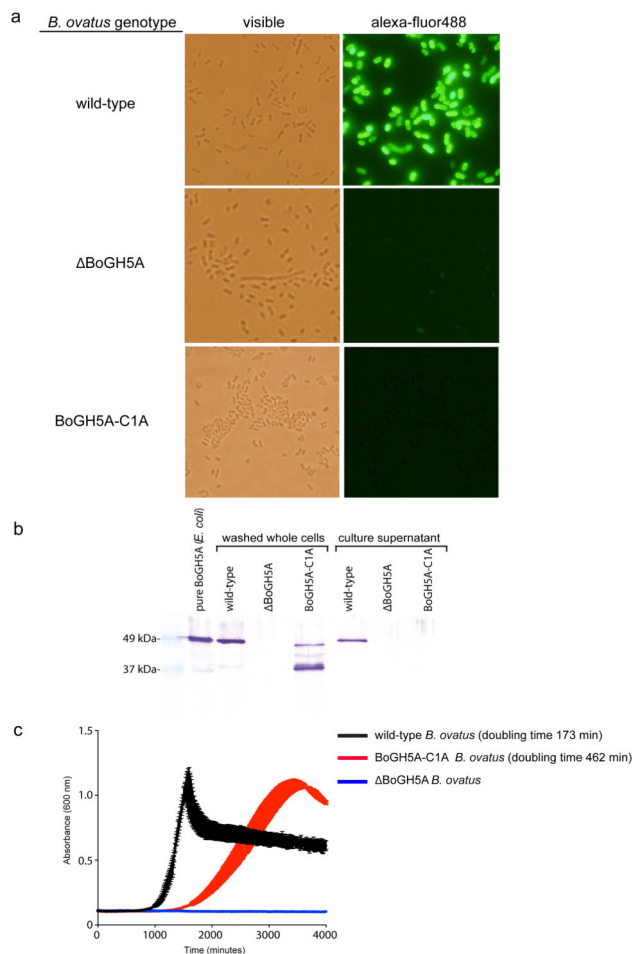 a
B. ovatus genotype visible alexa-fluor488
wild-type
ΔBoGH5A
BoGH5A-C1A
b
washed whole cells culture supernatant
pure BoGH5A (E. coli)
wild-type
ΔBoGH5A
BoGH5A-C1A
wild-type
ΔBoGH5A
BoGH5A-C1A
49 kDa-
37 kDa-
c
1.5
1.0
0.5
0
Absorbance (600 nm)
0 1000 2000 3000 4000
Time (minutes)
wild-type B. ovatus (doubling time 173 min)
BoGH5A-C1A B. ovatus (doubling time 462 min)
ΔBoGH5A B. ovatus